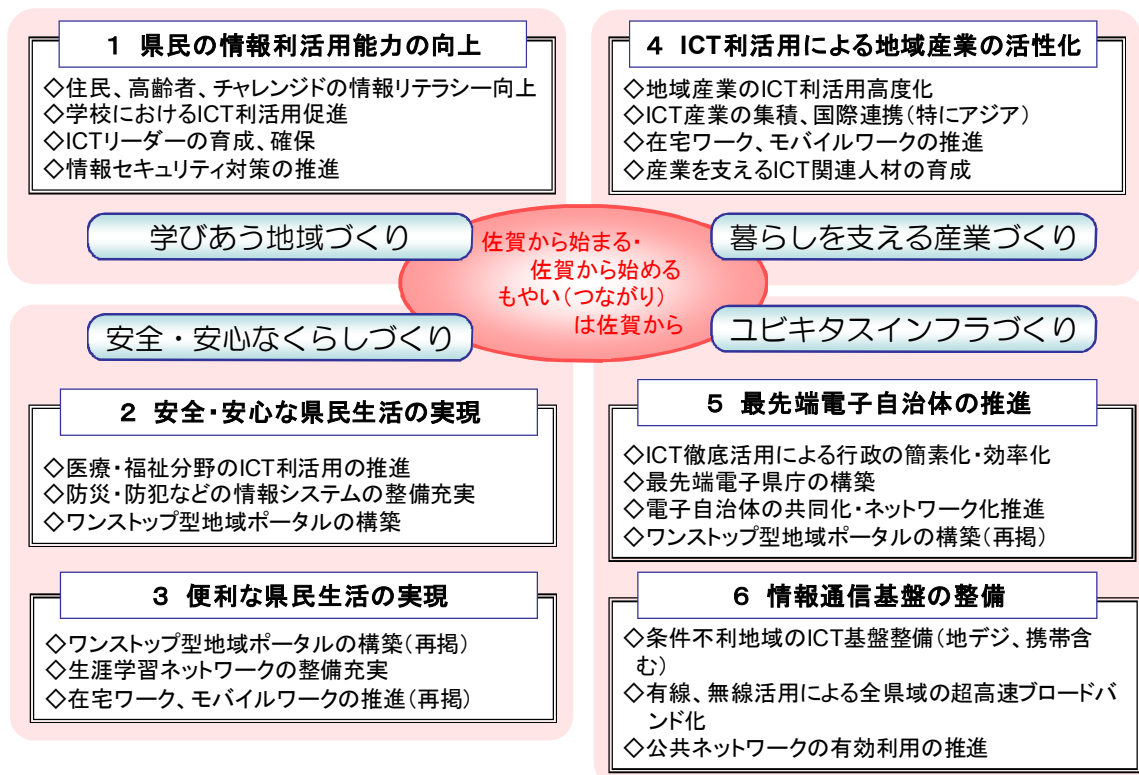 1 県民の情報利活用能力の向上
◇住民、高齢者、チャレンジドの情報リテラシー向上
◇学校におけるICT利活用促進
◇ICTリーダーの育成、確保
◇情報セキュリティ対策の推進
学びあう地域づくり
4 ICT利活用による地域産業の活性化
◇地域産業のICT利活用高度化
◇ICT産業の集積、国際連携(特にアジア)
◇在宅ワーク、モバイルワークの推進
◇産業を支えるICT関連人材の育成
暮らしを支える産業づくり
佐賀から始まる・
佐賀から始める
もやい(つながり)
は佐賀から
安全・安心なくらしづくり
2 安全・安心な県民生活の実現
◇医療・福祉分野のICT利活用の推進
◇防災・防犯などの情報システムの整備充実
◇ワンストップ型地域ポータルの構築
3 便利な県民生活の実現
◇ワンストップ型地域ポータルの構築(再掲)
◇生涯学習ネットワークの整備充実
◇在宅ワーク、モバイルワークの推進(再掲)
ユビキタスインフラづくり
5 最先端電子自治体の推進
◇ICT徹底活用による行政の簡素化・効率化
◇最先端電子県庁の構築
◇電子自治体の共同化・ネットワーク化推進
◇ワンストップ型地域ポータルの構築(再掲)
6 情報通信基盤の整備
◇条件不利地域のICT基盤整備(地デジ、携帯含
む)
◇有線、無線活用による全県域の超高速ブロードバ
ンド化
◇公共ネットワークの有効利用の推進